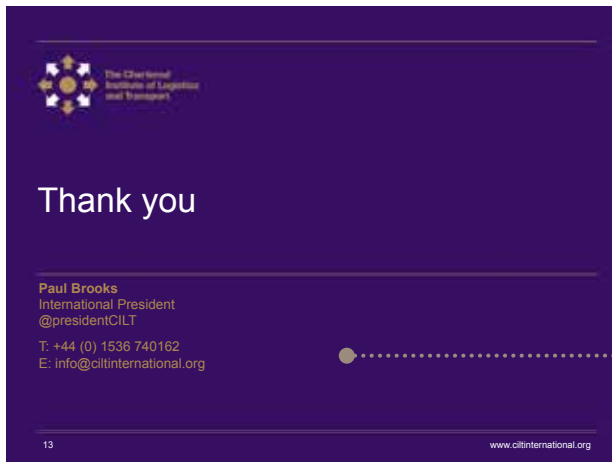 The Chartered
Institute of Logistics
and Transport
Thank you
Paul Brooks
International President
@presidentCILT
T: +44 (0) 1536 740162
E: info@ciltinternational.org
13
www.ciltinternational.org